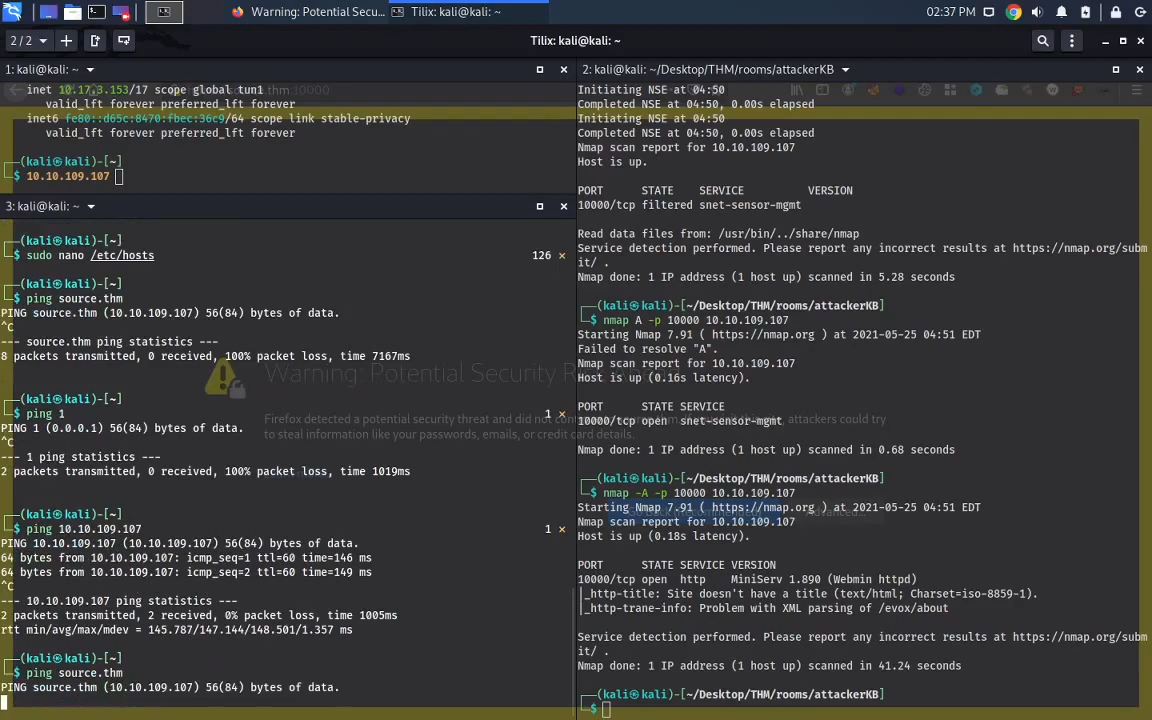 Warning: Potential Secu...
Tilix: kali@kali: ~
02:37 PM
2/2
Tilix: kali@kali: ~
1: kali@kali: ~
inet 10.17.3.153/17 scope global tun1
valid_lft forever preferred_lft forever
inet6 fe80::d65c:8470:fbec:36c9/64 scope link stable-privacy
valid_lft forever preferred_lft forever
(kali㉿kali)-[~]
$ 10.10.109.107
3: kali@kali: ~
(kali㉿kali)-[~]
$ sudo nano /etc/hosts
126 ⨯
(kali㉿kali)-[~]
$ ping source.thm
PING source.thm (10.10.109.107) 56(84) bytes of data.
^C
--- source.thm ping statistics ---
8 packets transmitted, 0 received, 100% packet loss, time 7167ms
(kali㉿kali)-[~]
$ ping 1
1 ⨯
PING 1 (0.0.0.1) 56(84) bytes of data.
^C
--- 1 ping statistics ---
2 packets transmitted, 0 received, 100% packet loss, time 1019ms
(kali㉿kali)-[~]
$ ping 10.10.109.107
1 ⨯
PING 10.10.109.107 (10.10.109.107) 56(84) bytes of data.
64 bytes from 10.10.109.107: icmp_seq=1 ttl=60 time=146 ms
64 bytes from 10.10.109.107: icmp_seq=2 ttl=60 time=149 ms
^C
--- 10.10.109.107 ping statistics ---
2 packets transmitted, 2 received, 0% packet loss, time 1005ms
rtt min/avg/max/mdev = 145.787/147.144/148.501/1.357 ms
(kali㉿kali)-[~]
$ ping source.thm
PING source.thm (10.10.109.107) 56(84) bytes of data.
2: kali@kali: ~/Desktop/THM/rooms/attackerKB
Initiating NSE at 04:50
Completed NSE at 04:50, 0.00s elapsed
Initiating NSE at 04:50
Completed NSE at 04:50, 0.00s elapsed
Nmap scan report for 10.10.109.107
Host is up.
PORT STATE SERVICE VERSION
10000/tcp filtered snet-sensor-mgmt
Read data files from: /usr/bin/../share/nmap
Service detection performed. Please report any incorrect results at https://nmap.org/subm
it/ .
Nmap done: 1 IP address (1 host up) scanned in 5.28 seconds
(kali㉿kali)-[~/Desktop/THM/rooms/attackerKB]
$ nmap A -p 10000 10.10.109.107
Starting Nmap 7.91 ( https://nmap.org ) at 2021-05-25 04:51 EDT
Failed to resolve "A".
Nmap scan report for 10.10.109.107
Host is up (0.16s latency).
PORT STATE SERVICE
10000/tcp open snet-sensor-mgmt
Nmap done: 1 IP address (1 host up) scanned in 0.68 seconds
(kali㉿kali)-[~/Desktop/THM/rooms/attackerKB]
$ nmap -A -p 10000 10.10.109.107
Starting Nmap 7.91 ( https://nmap.org ) at 2021-05-25 04:51 EDT
Nmap scan report for 10.10.109.107
Host is up (0.18s latency).
PORT STATE SERVICE VERSION
10000/tcp open http MiniServ 1.890 (Webmin httpd)
|_http-title: Site doesn't have a title (text/html; Charset=iso-8859-1).
|_http-trane-info: Problem with XML parsing of /evox/about
Service detection performed. Please report any incorrect results at https://nmap.org/subm
it/ .
Nmap done: 1 IP address (1 host up) scanned in 41.24 seconds
(kali㉿kali)-[~/Desktop/THM/rooms/attackerKB]
$
Warning: Potential Security R
Firefox detected a potential security threat and did not con
attackers could try
to steal information like your passwords, emails, or credit card details.
Go Back (Recommended)
Advanced...